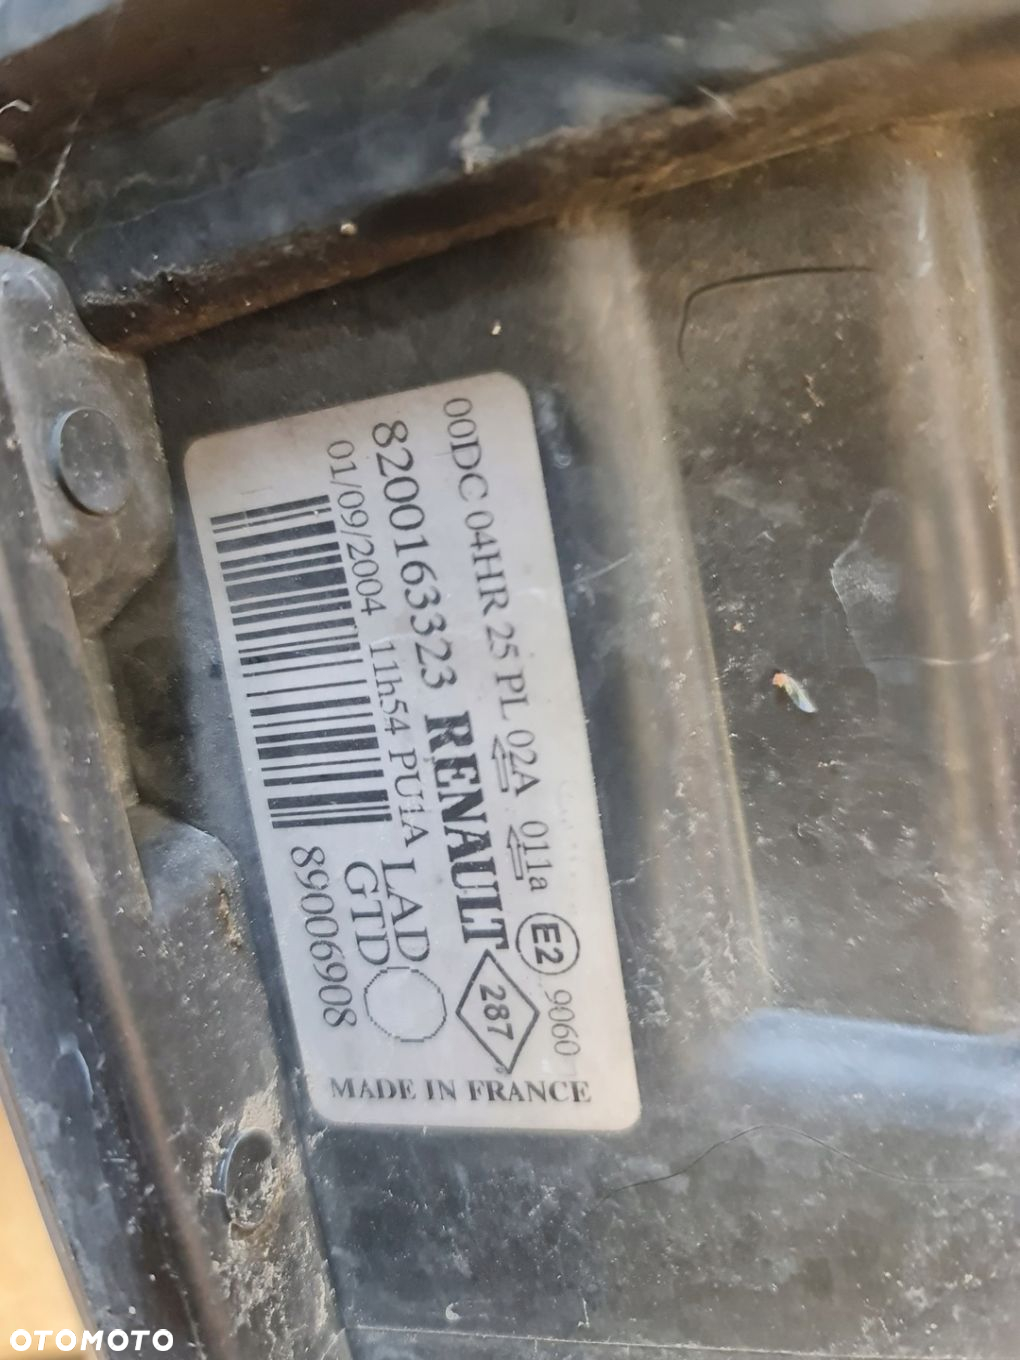 00DC 04HR 25 PL 02A 011a E2 9060
8200163323 RENAULT 287
01/09/2004 11h54 PU1A LAD
GTD
89006908
MADE IN FRANCE
OTOMOTO